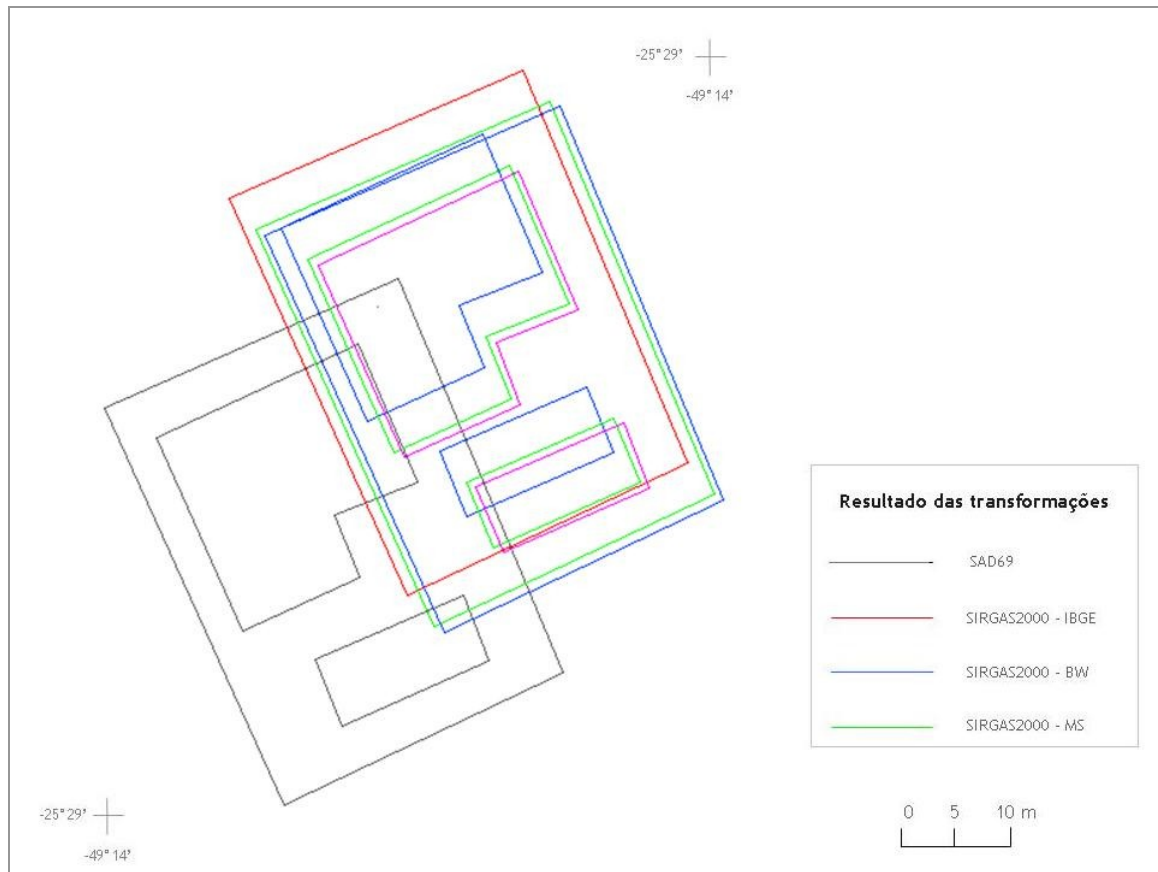 -25°29'
-49°14'
Resultado das transformações
SAD69
SIRGAS2000 - IBGE
SIRGAS2000 - BW
SIRGAS2000 - MS
-25°29'
-49°14'
0 5 10 m